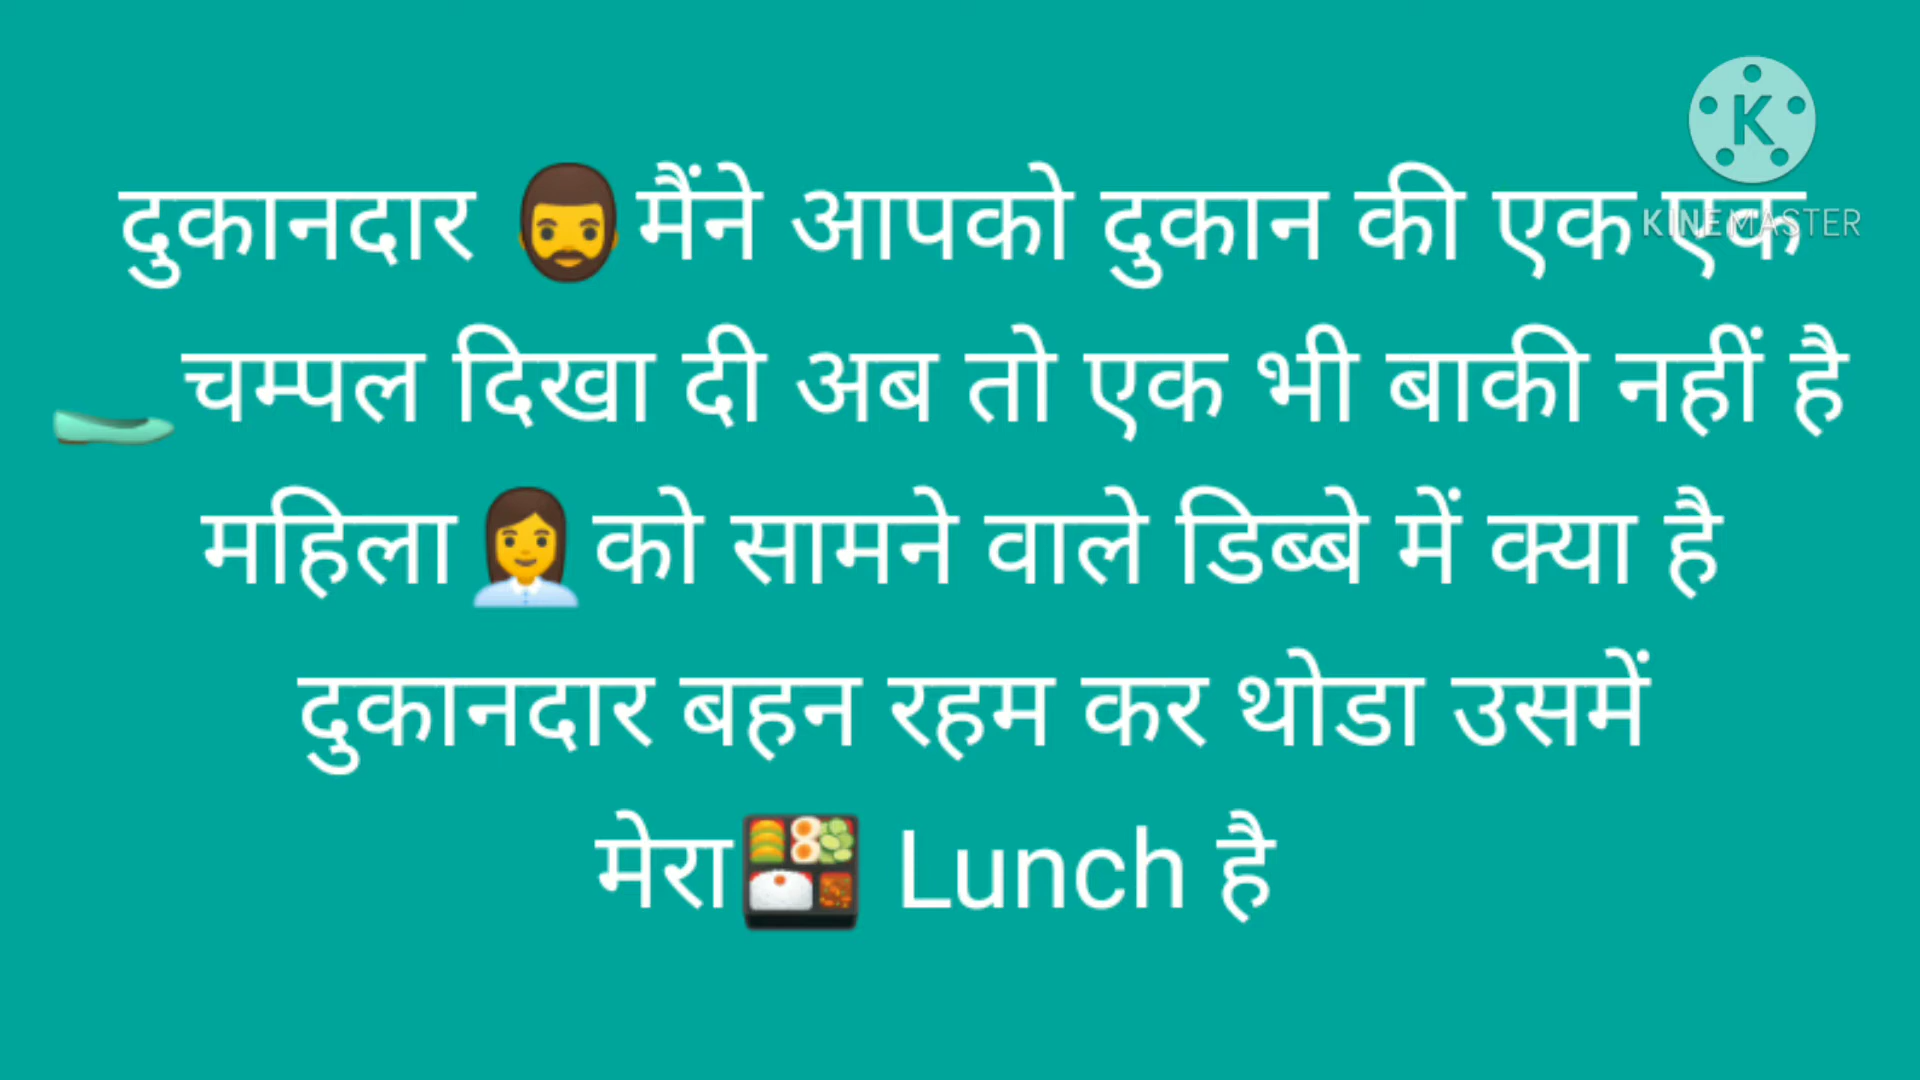 K
KINEMASTER
दुकानदार 🧔मैंने आपको दुकान की एक एक
🥿चम्पल दिखा दी अब तो एक भी बाकी नहीं है
महिला👩‍💼को सामने वाले डिब्बे में क्या है
दुकानदार बहन रहम कर थोडा उसमें
मेरा🍱 Lunch है